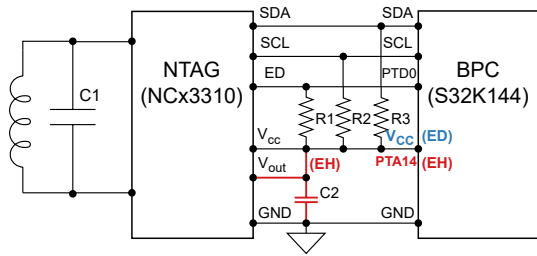 SDA SDA
SCL SCL
C1 NTAG ED PTD0 BPC
(NCx3310) (S32K144)
R1 R2 R3
Vcc VCC (ED)
Vout (EH) PTA14 (EH)
C2
GND GND